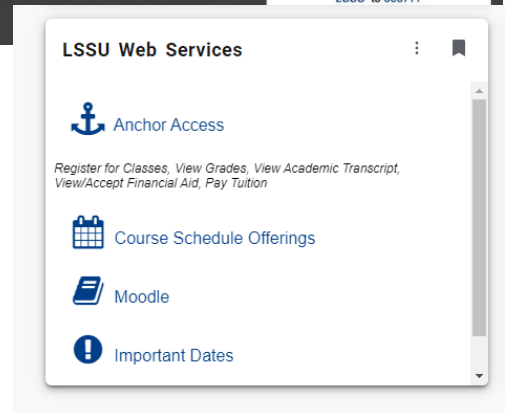 LSSU Web Services
Anchor Access
Register for Classes, View Grades, View Academic Transcript,
View/Accept Financial Aid, Pay Tuition
Course Schedule Offerings
Moodle
Important Dates